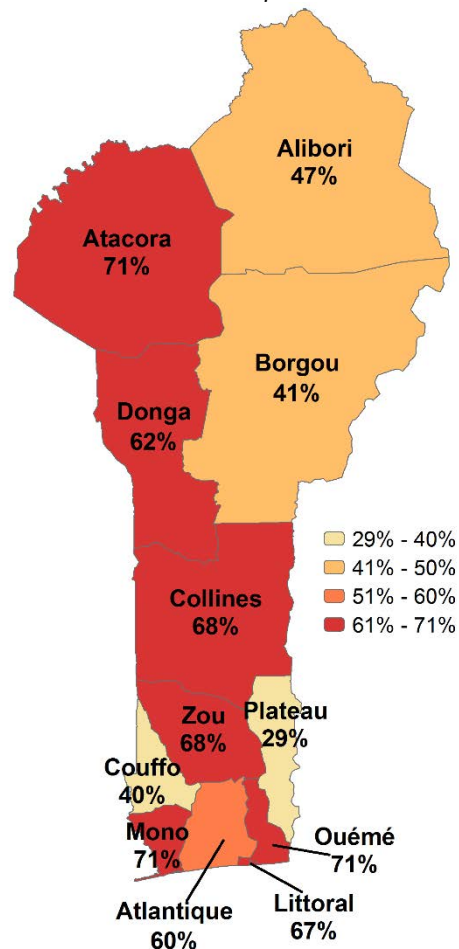 Alibori
47%
Atacora
71%
Borgou
41%
Donga
62%
29% - 40%
41% - 50%
51% - 60%
61% - 71%
Collines
68%
Zou
68%
Plateau
29%
Couffo
40%
Mono
71%
Ouémé
71%
Atlantique
60%
Littoral
67%